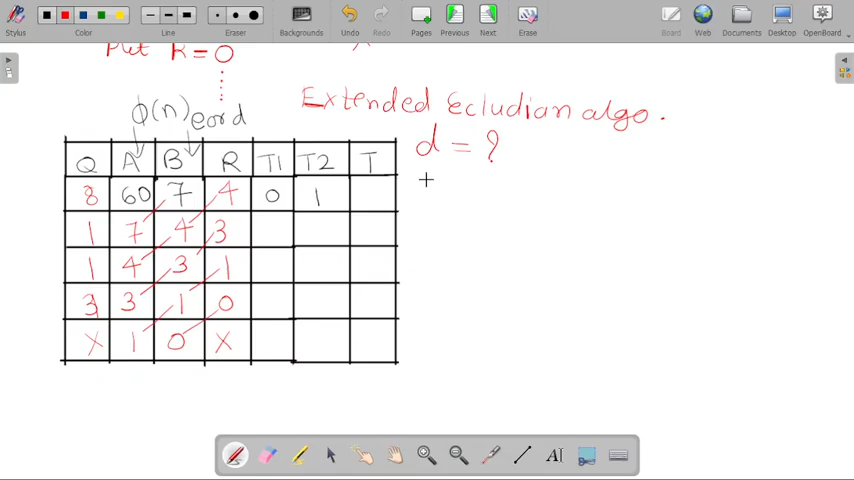 Stylus Color Line Eraser Backgrounds Undo Redo Pages Previous Next Erase Board Web Documents Desktop OpenBoard
Put R = 0
Extended Ecludian algo.
ϕ(n) e or d
d = ?
Q A B R T1 T2 T
8 60 7 4 0 1
1 7 4 3
1 4 3 1
3 3 1 0
X 1 0 X